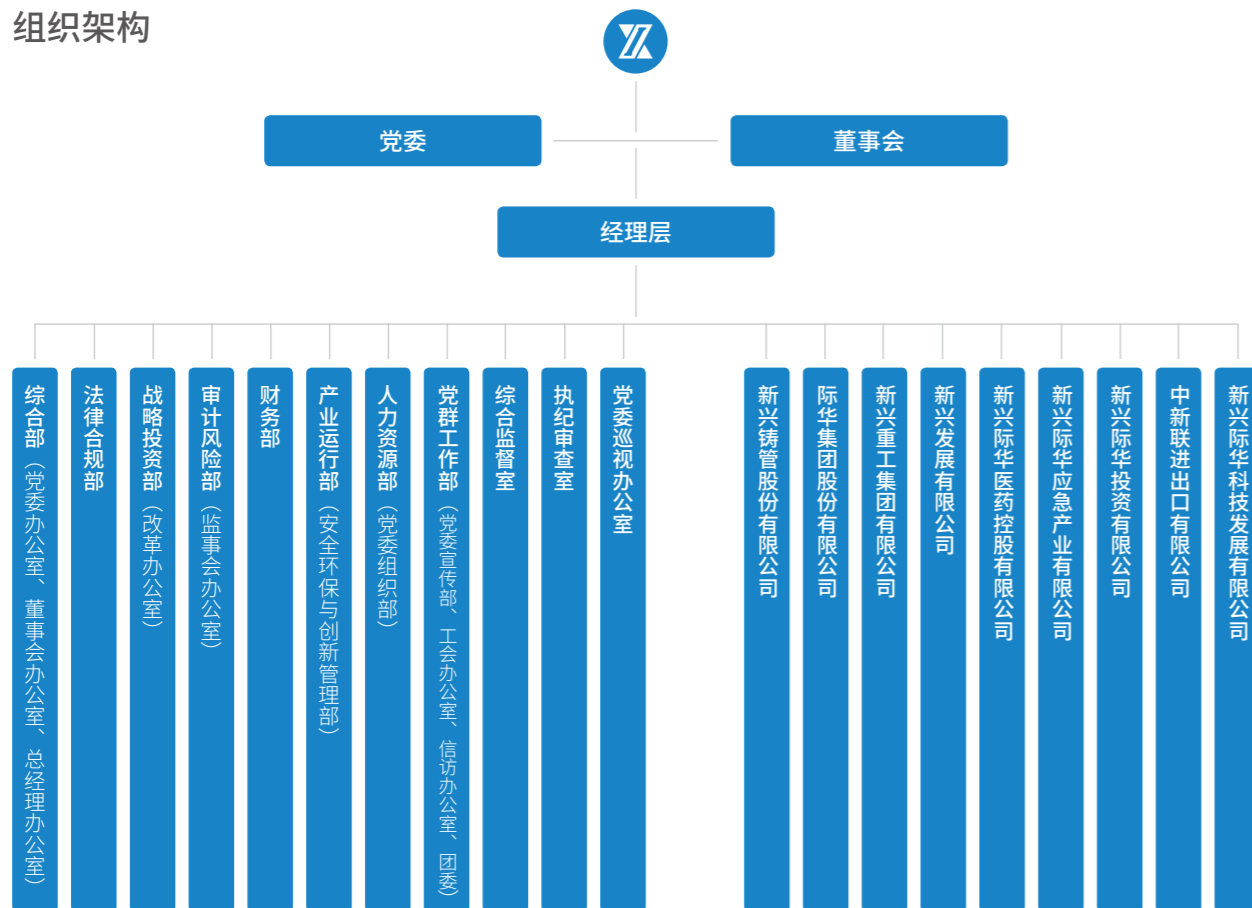 组织架构
党委
董事会
经理层
综合部（党委办公室、董事会办公室、总经理办公室）
法律合规部
战略投资部（改革办公室）
审计风险部（监事会办公室）
财务部
产业运行部（安全环保与创新管理部）
人力资源部（党委组织部）
党群工作部（党委宣传部、工会办公室、信访办公室、团委）
综合监督室
执纪审查室
党委巡视办公室
新兴铸管股份有限公司
际华集团股份有限公司
新兴重工集团有限公司
新兴发展有限公司
新兴际华医药控股有限公司
新兴际华应急产业有限公司
新兴际华投资有限公司
中新联进出口有限公司
新兴际华科技发展有限公司